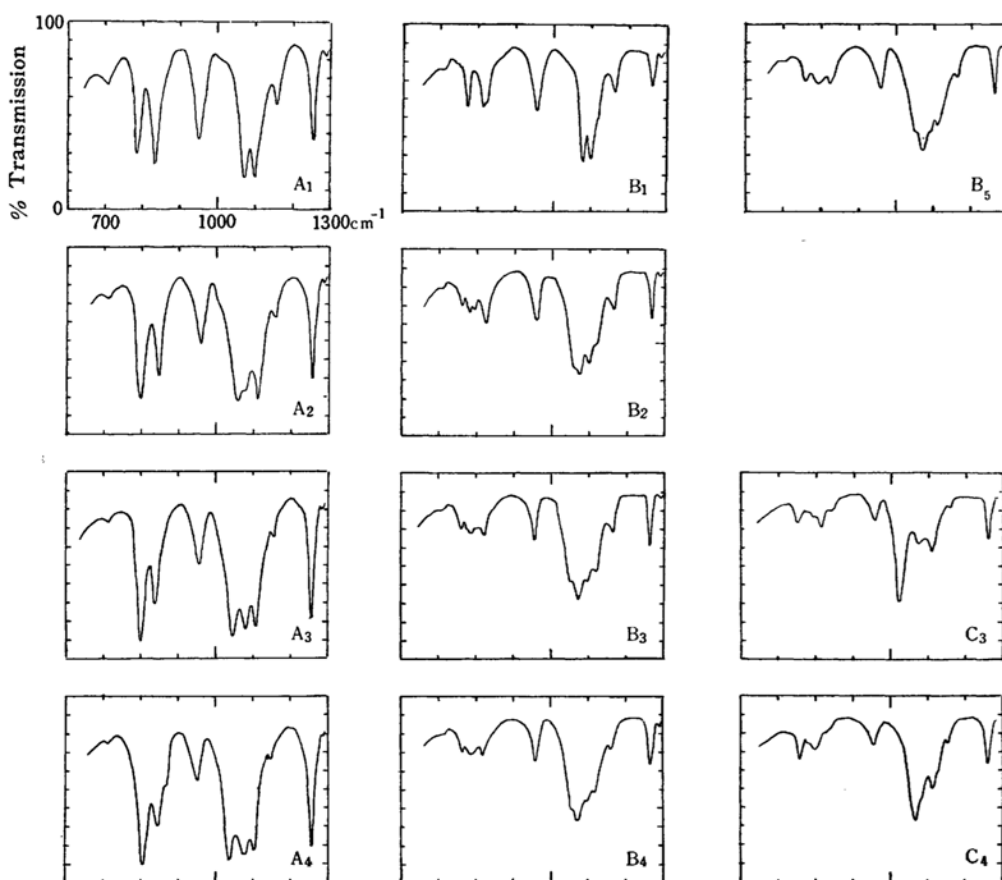 % Transmission
100
0
700 1000 1300cm⁻¹
A₁
B₁
B₅
A₂
B₂
A₃
B₃
C₃
A₄
B₄
C₄